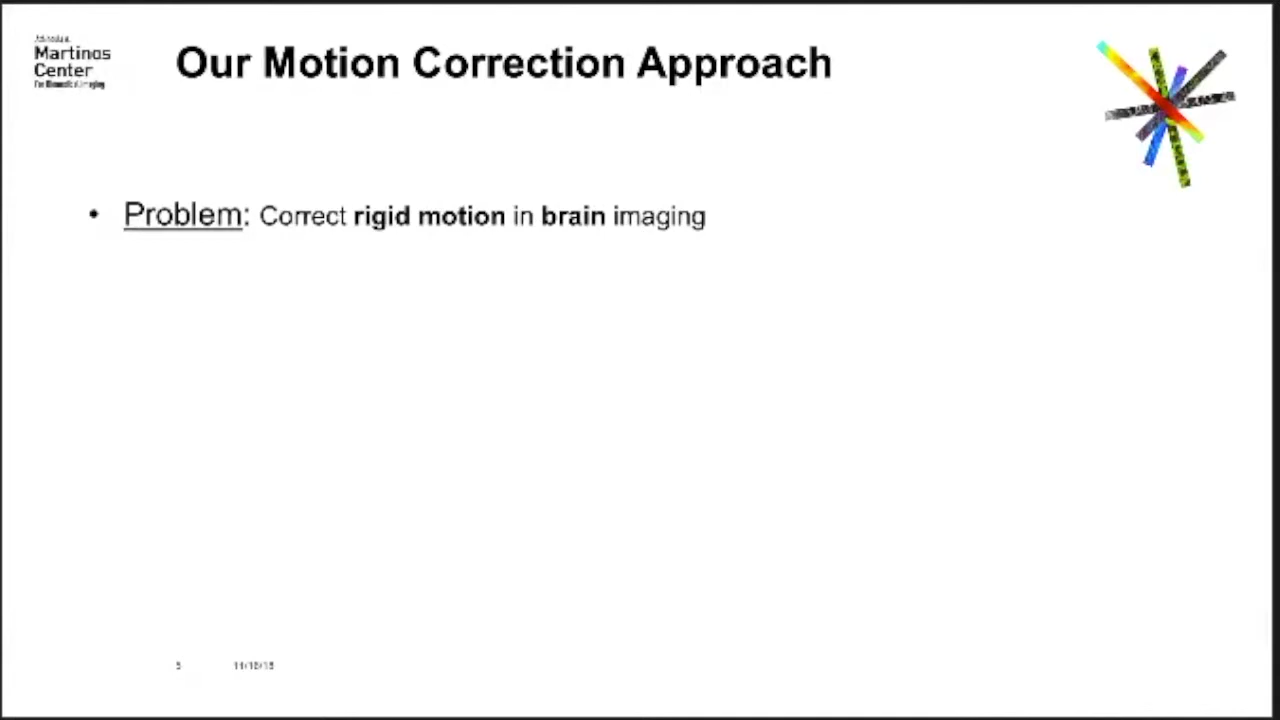 Martinos
Center
Our Motion Correction Approach
• Problem: Correct rigid motion in brain imaging